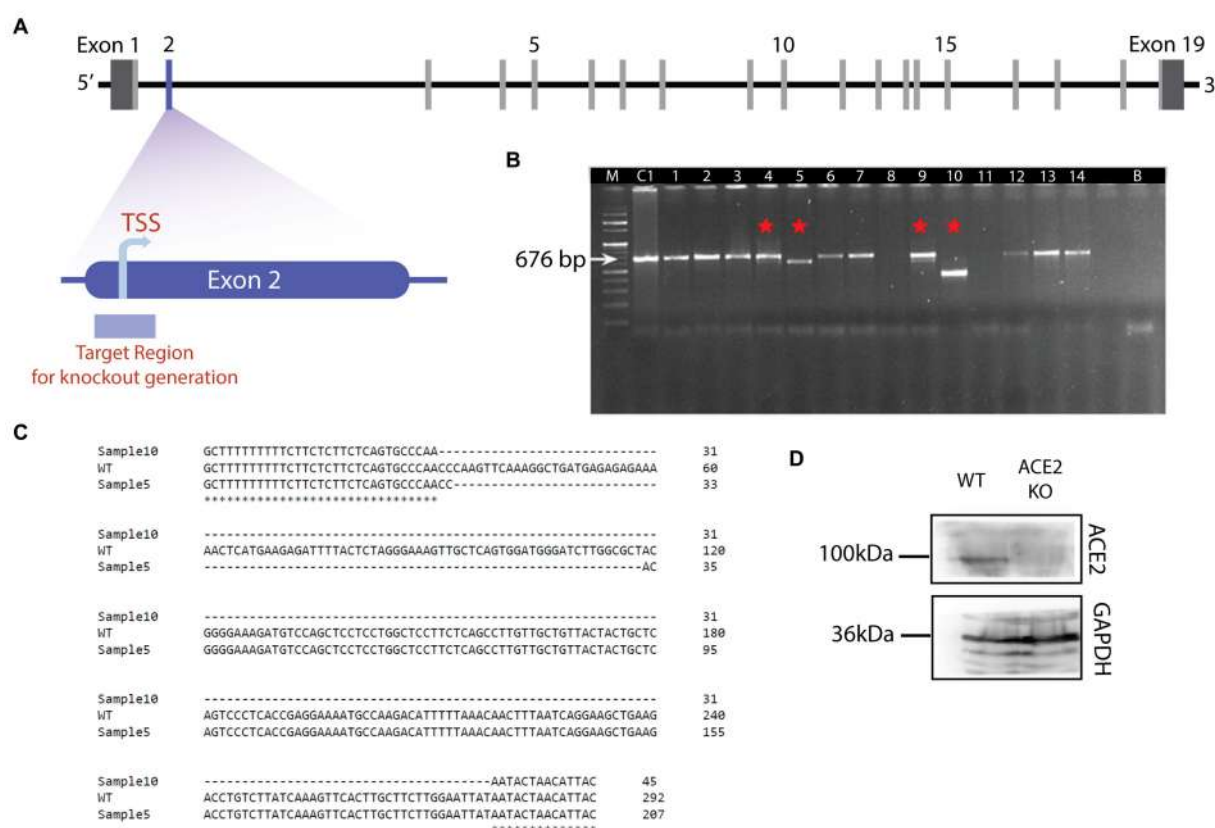 A
Exon 1 2 5 10 15 Exon 19
5′ 3
TSS
Exon 2
Target Region
for knockout generation
B
M C1 1 2 3 4 5 6 7 8 9 10 11 12 13 14 B
676 bp
C
Sample10 GCTTTTTTTTTCTTCTCTTCTCAGTGCCCAA----------------------------- 31
WT GCTTTTTTTTTCTTCTCTTCTCAGTGCCCAACCCAAGTTCAAAGGCTGATGAGAGAGAAA 60
Sample5 GCTTTTTTTTTCTTCTCTTCTCAGTGCCCAACC--------------------------- 33
*******************************
Sample10 ------------------------------------------------------------ 31
WT AACTCATGAAGAGATTTTACTCTAGGGAAAGTTGCTCAGTGGATGGGATCTTGGCGCTAC 120
Sample5 ----------------------------------------------------------AC 35
Sample10 ------------------------------------------------------------ 31
WT GGGGAAAGATGTCCAGCTCCTCCTGGCTCCTTCTCAGCCTTGTTGCTGTTACTACTGCTC 180
Sample5 GGGGAAAGATGTCCAGCTCCTCCTGGCTCCTTCTCAGCCTTGTTGCTGTTACTACTGCTC 95
Sample10 ------------------------------------------------------------ 31
WT AGTCCCTCACCGAGGAAAATGCCAAGACATTTTTAAACAACTTTAATCAGGAAGCTGAAG 240
Sample5 AGTCCCTCACCGAGGAAAATGCCAAGACATTTTTAAACAACTTTAATCAGGAAGCTGAAG 155
Sample10 --------------------------------------AATACTAACATTAC 45
WT ACCTGTCTTATCAAAGTTCACTTGCTTCTTGGAATTATAATACTAACATTAC 292
Sample5 ACCTGTCTTATCAAAGTTCACTTGCTTCTTGGAATTATAATACTAACATTAC 207
--------------
D
WT ACE2
KO
100kDa ACE2
36kDa GAPDH